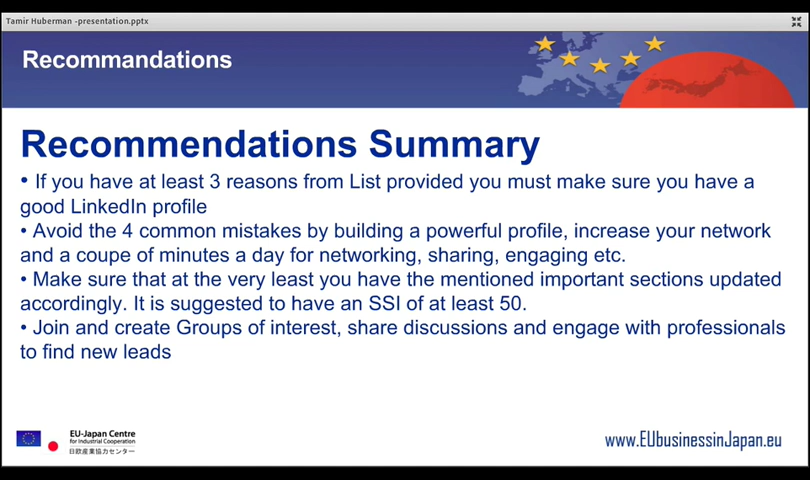 Tamir Huberman -presentation.pptx
Recommandations
Recommendations Summary
• If you have at least 3 reasons from List provided you must make sure you have a
good LinkedIn profile
• Avoid the 4 common mistakes by building a powerful profile, increase your network
and a coupe of minutes a day for networking, sharing, engaging etc.
• Make sure that at the very least you have the mentioned important sections updated
accordingly. It is suggested to have an SSI of at least 50.
• Join and create Groups of interest, share discussions and engage with professionals
to find new leads
EU-Japan Centre
for Industrial Cooperation
日欧産業協力センター
www.EUbusinessinJapan.eu